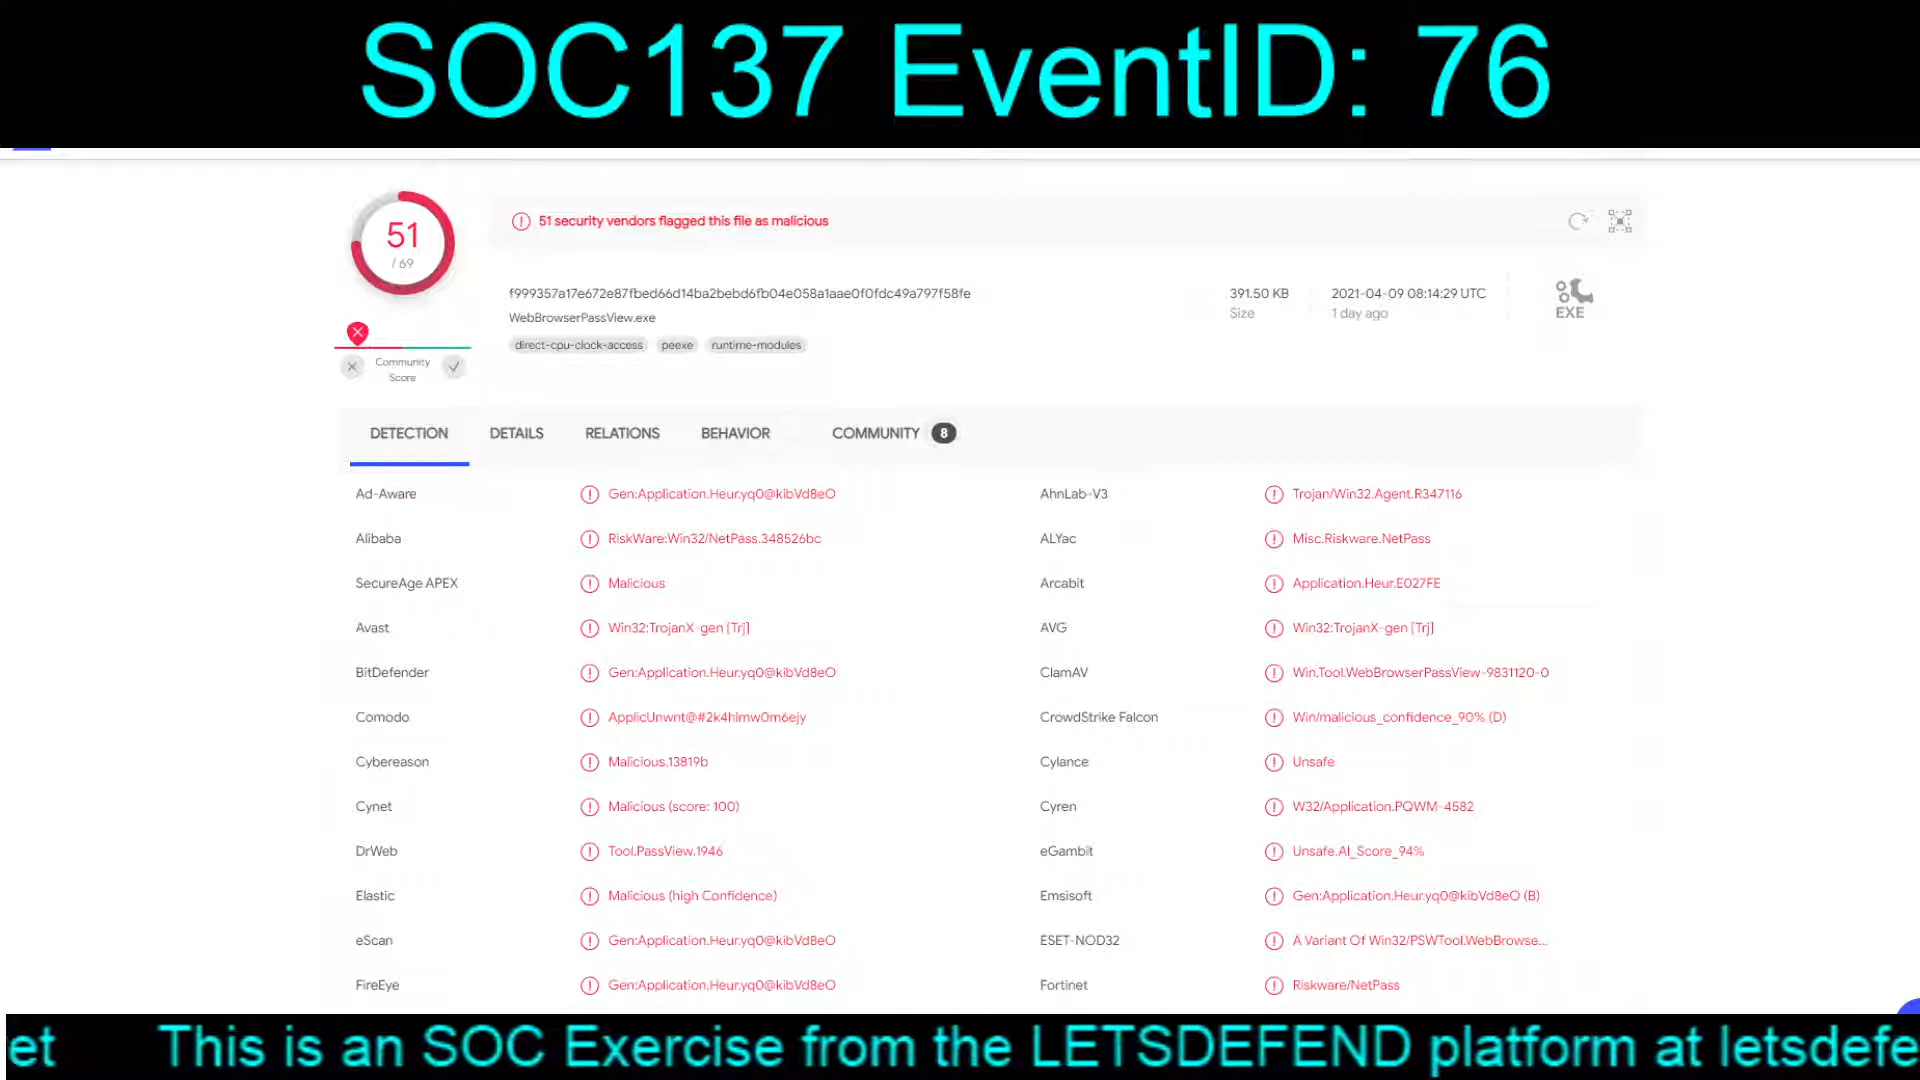 SOC137 EventID: 76
51
/ 69
51 security vendors flagged this file as malicious
f999357a17e672e87fbed66d14ba2bebd6fb04e058a1aae0f0fdc49a797f58fe
WebBrowserPassView.exe
direct-cpu-clock-access peexe runtime-modules
391.50 KB
Size
2021-04-09 08:14:29 UTC
1 day ago
EXE
Community
Score
DETECTION DETAILS RELATIONS BEHAVIOR COMMUNITY 8
Ad-Aware Gen:Application.Heur.yq0@kibVd8eO AhnLab-V3 Trojan/Win32.Agent.R347116
Alibaba RiskWare:Win32/NetPass.348526bc ALYac Misc.Riskware.NetPass
SecureAge APEX Malicious Arcabit Application.Heur.E027FE
Avast Win32:TrojanX-gen [Trj] AVG Win32:TrojanX-gen [Trj]
BitDefender Gen:Application.Heur.yq0@kibVd8eO ClamAV Win.Tool.WebBrowserPassView-9831120-0
Comodo ApplicUnwnt@#2k4hlmw0m6ejy CrowdStrike Falcon Win/malicious_confidence_90% (D)
Cybereason Malicious.13819b Cylance Unsafe
Cynet Malicious (score: 100) Cyren W32/Application.PQWM-4582
DrWeb Tool.PassView.1946 eGambit Unsafe.AI_Score_94%
Elastic Malicious (high Confidence) Emsisoft Gen:Application.Heur.yq0@kibVd8eO (B)
eScan Gen:Application.Heur.yq0@kibVd8eO ESET-NOD32 A Variant Of Win32/PSWTool.WebBrowse...
FireEye Gen:Application.Heur.yq0@kibVd8eO Fortinet Riskware/NetPass
et This is an SOC Exercise from the LETSDEFEND platform at letsdefe